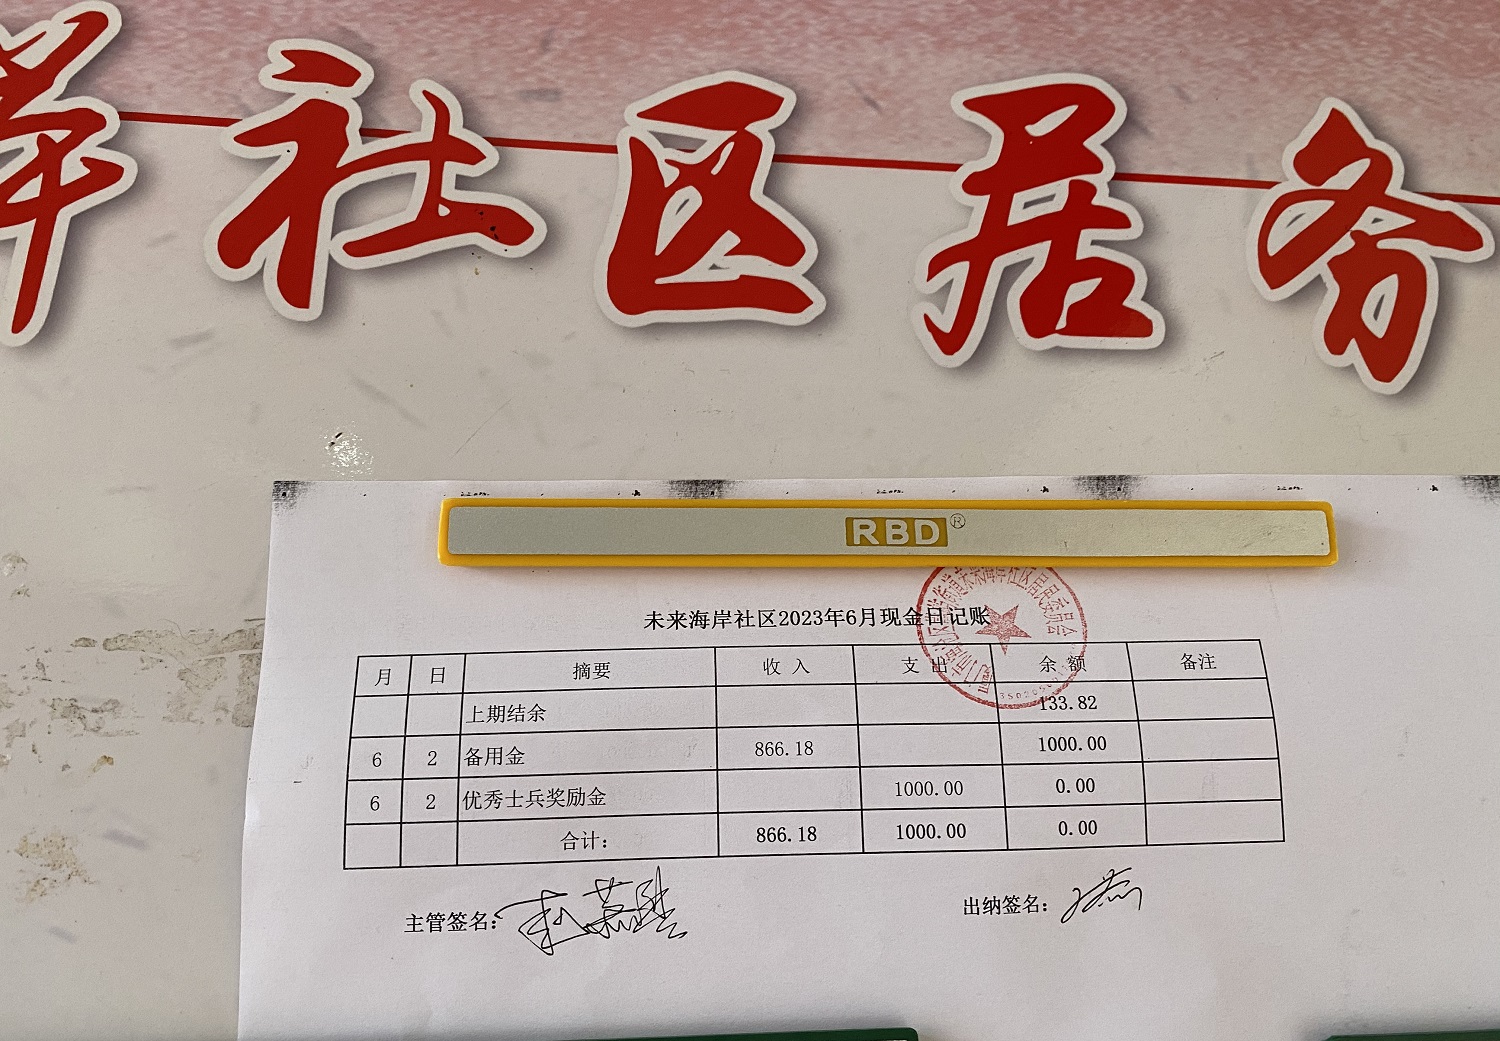 岸社区居务
RBD®
未来海岸社区2023年6月现金日记账
月 日 摘要 收入 支出 余额 备注
上期结余 133.82
6 2 备用金 866.18 1000.00
6 2 优秀士兵奖励金 1000.00 0.00
合计： 866.18 1000.00 0.00
主管签名： 出纳签名：